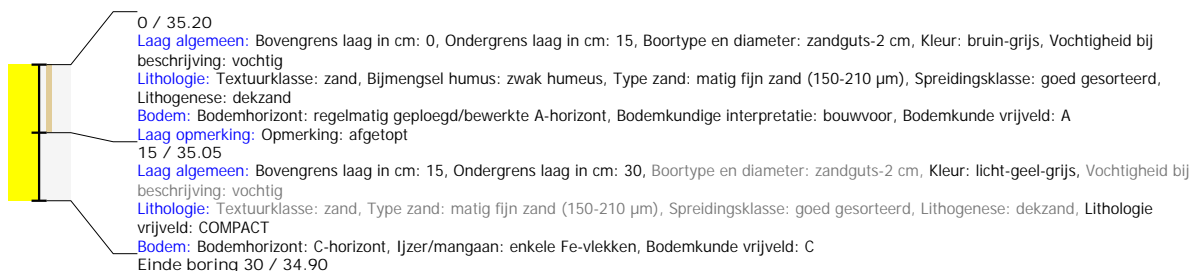 0 / 35.20
Laag algemeen: Bovengrens laag in cm: 0, Ondergrens laag in cm: 15, Boortype en diameter: zandguts-2 cm, Kleur: bruin-grijs, Vochtigheid bij
beschrijving: vochtig
Lithologie: Textuurklasse: zand, Bijmengsel humus: zwak humeus, Type zand: matig fijn zand (150-210 µm), Spreidingsklasse: goed gesorteerd,
Lithogenese: dekzand
Bodem: Bodemhorizont: regelmatig geploegd/bewerkte A-horizont, Bodemkundige interpretatie: bouwvoor, Bodemkunde vrijveld: A
Laag opmerking: Opmerking: afgetopt
15 / 35.05
Laag algemeen: Bovengrens laag in cm: 15, Ondergrens laag in cm: 30, Boortype en diameter: zandguts-2 cm, Kleur: licht-geel-grijs, Vochtigheid bij
beschrijving: vochtig
Lithologie: Textuurklasse: zand, Type zand: matig fijn zand (150-210 µm), Spreidingsklasse: goed gesorteerd, Lithogenese: dekzand, Lithologie
vrijveld: COMPACT
Bodem: Bodemhorizont: C-horizont, Ijzer/mangaan: enkele Fe-vlekken, Bodemkunde vrijveld: C
Einde boring 30 / 34.90